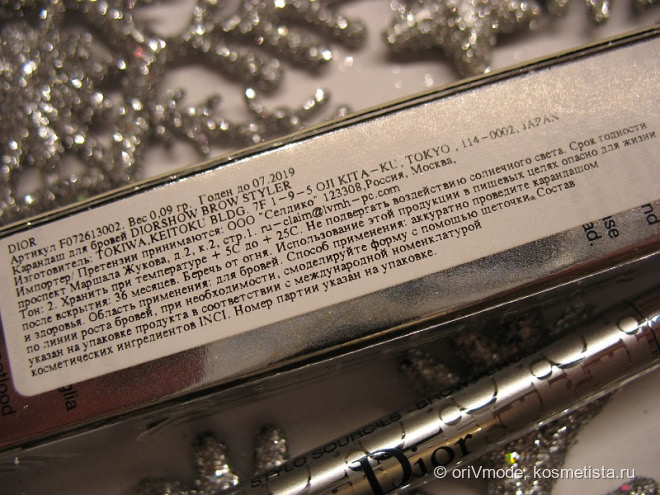 DIOR
Артикул F072613002. Вес 0.09 гр. Годен до 07.2019
Карандаш для бровей DIORSHOW BROW STYLER
Изготовитель: TOKIWA, KEITOKU BLDG. 7F 1-9-5 OJI KITA-KU, TOKYO, 114-0002, JAPAN
Импортер/ Претензии принимаются: ООО "Селдико" 123308,Россия, Москва,
проспект Маршала Жукова, д.2, к.2, стр.1. ru-claim@lvmh-pc.com
Тон: 2. Хранить при температуре + 5С до + 25С. Не подвергать воздействию солнечного света. Срок годности
после вскрытия: 36 месяцев. Беречь от огня. Использование этой продукции в пищевых целях опасно для жизни
и здоровья. Область применения: для бровей. Способ применения: аккуратно проведите карандашом
по линии роста бровей, при необходимости, смоделируйте форму с помощью щеточки. Состав
указан на упаковке продукта в соответствии с международной номенклатурой
косметических ингредиентов INCI. Номер партии указан на упаковке.
STYLO SOURCILS - BROW
Dior
© oriVmode, kosmetista.ru